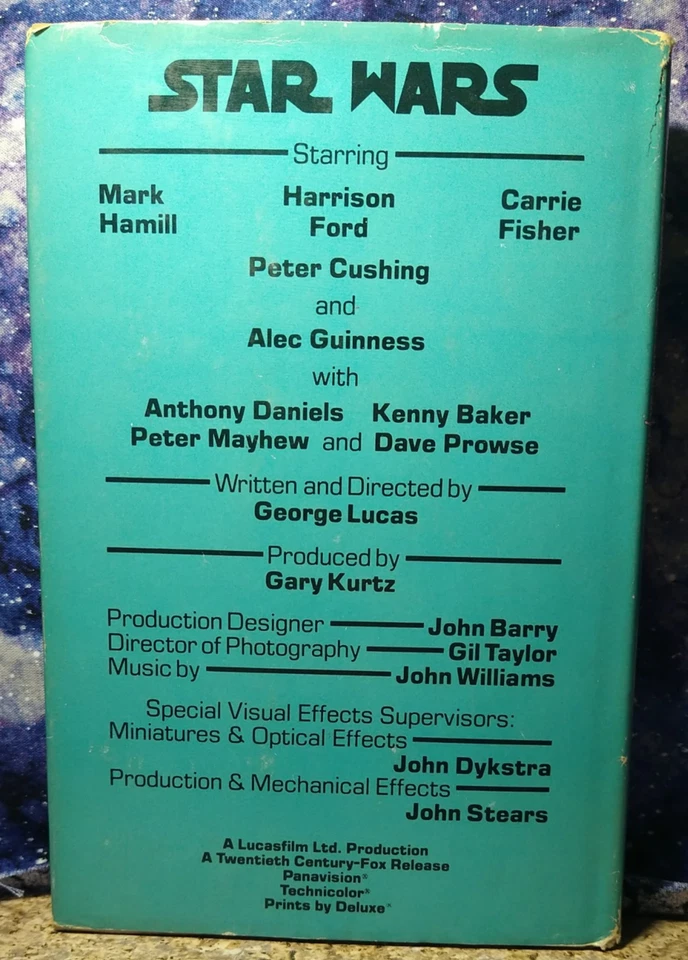 STAR WARS
Starring
Mark Hamill
Harrison Ford
Carrie Fisher
Peter Cushing
and
Alec Guinness
with
Anthony Daniels Kenny Baker
Peter Mayhew and Dave Prowse
Written and Directed by
George Lucas
Produced by
Gary Kurtz
Production Designer John Barry
Director of Photography Gil Taylor
Music by John Williams
Special Visual Effects Supervisors:
Miniatures & Optical Effects
John Dykstra
Production & Mechanical Effects
John Stears
A Lucasfilm Ltd. Production
A Twentieth Century-Fox Release
Panavision®
Technicolor®
Prints by Deluxe®